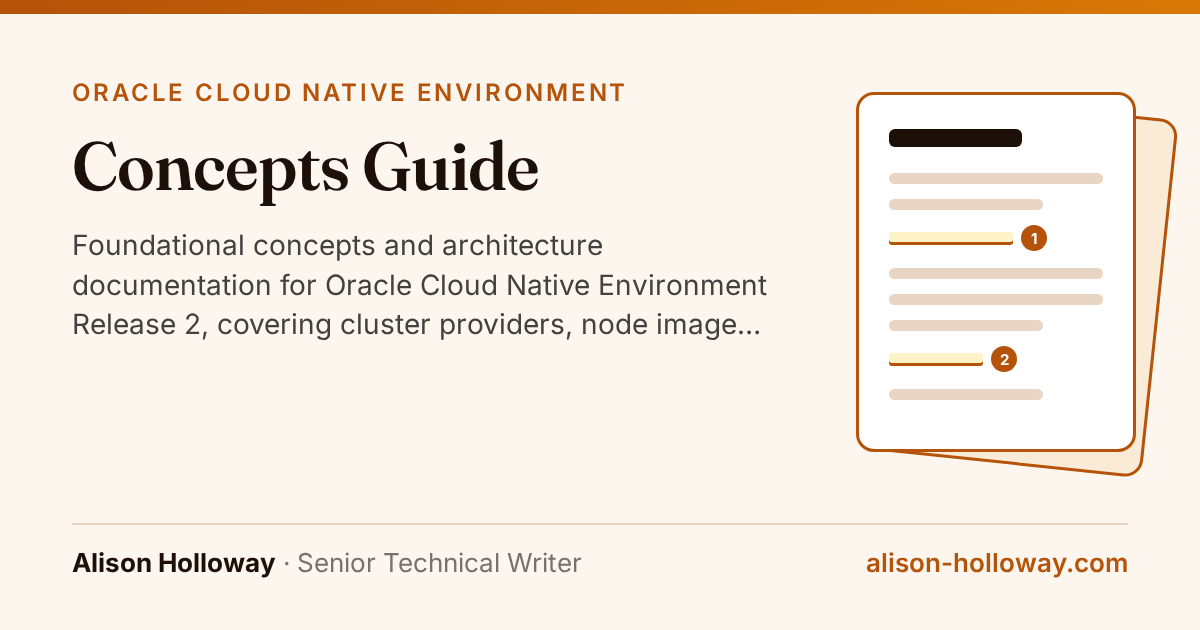 ORACLE CLOUD NATIVE ENVIRONMENT
Concepts Guide
Foundational concepts and architecture
documentation for Oracle Cloud Native Environment
Release 2, covering cluster providers, node image...
1
2
Alison Holloway · Senior Technical Writer
alison-holloway.com